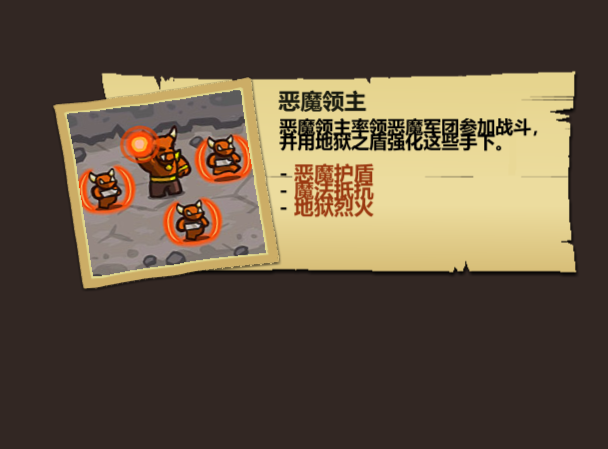 恶魔领主
恶魔领主率领恶魔军团参加战斗，
并用地狱之盾强化这些手下。
- 恶魔护盾
- 魔法抵抗
- 地狱烈火